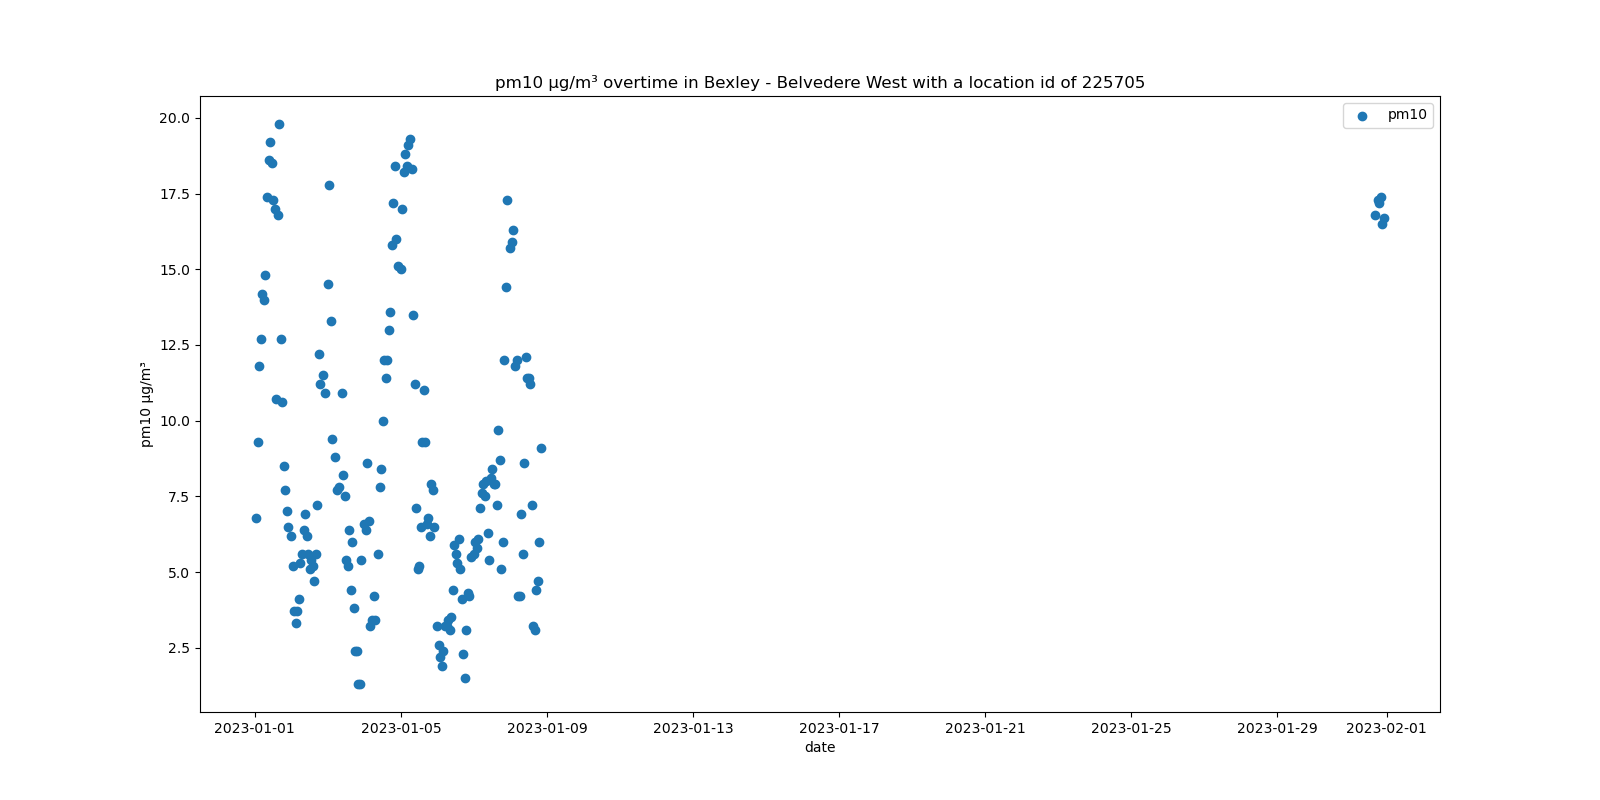 pm10 μg/m³ overtime in Bexley - Belvedere West with a location id of 225705
pm10
20.0
17.5
15.0
12.5
10.0
7.5
5.0
2.5
pm10 μg/m³
2023-01-01 2023-01-05 2023-01-09 2023-01-13 2023-01-17 2023-01-21 2023-01-25 2023-01-29 2023-02-01
date